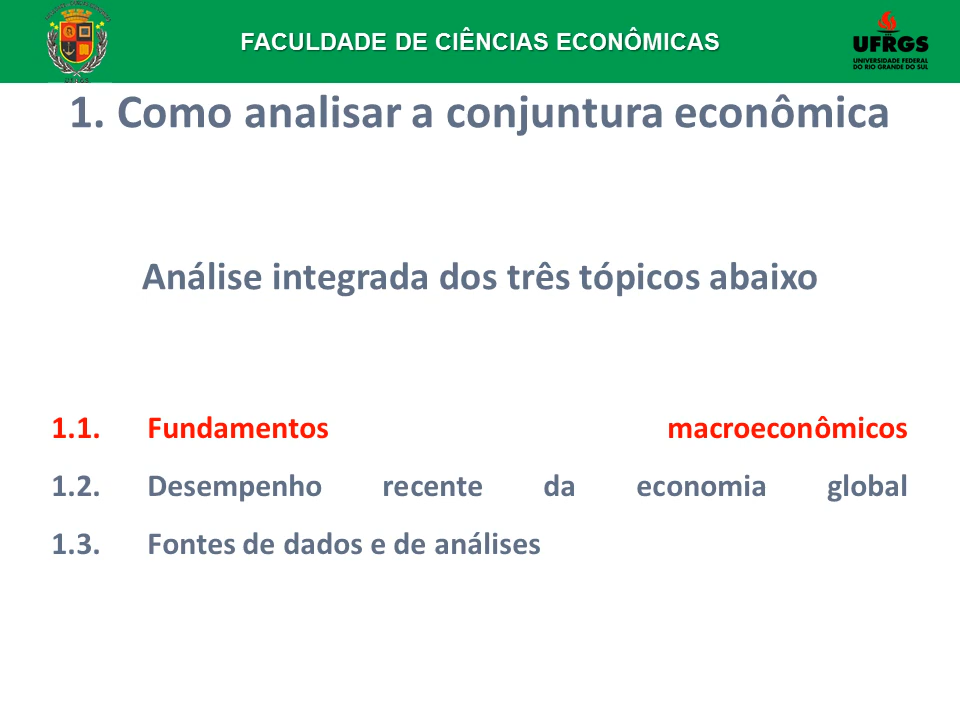 FACULDADE DE CIÊNCIAS ECONÔMICAS
UFRGS
UNIVERSIDADE FEDERAL
DO RIO GRANDE DO SUL
1. Como analisar a conjuntura econômica
Análise integrada dos três tópicos abaixo
1.1. Fundamentos macroeconômicos
1.2. Desempenho recente da economia global
1.3. Fontes de dados e de análises